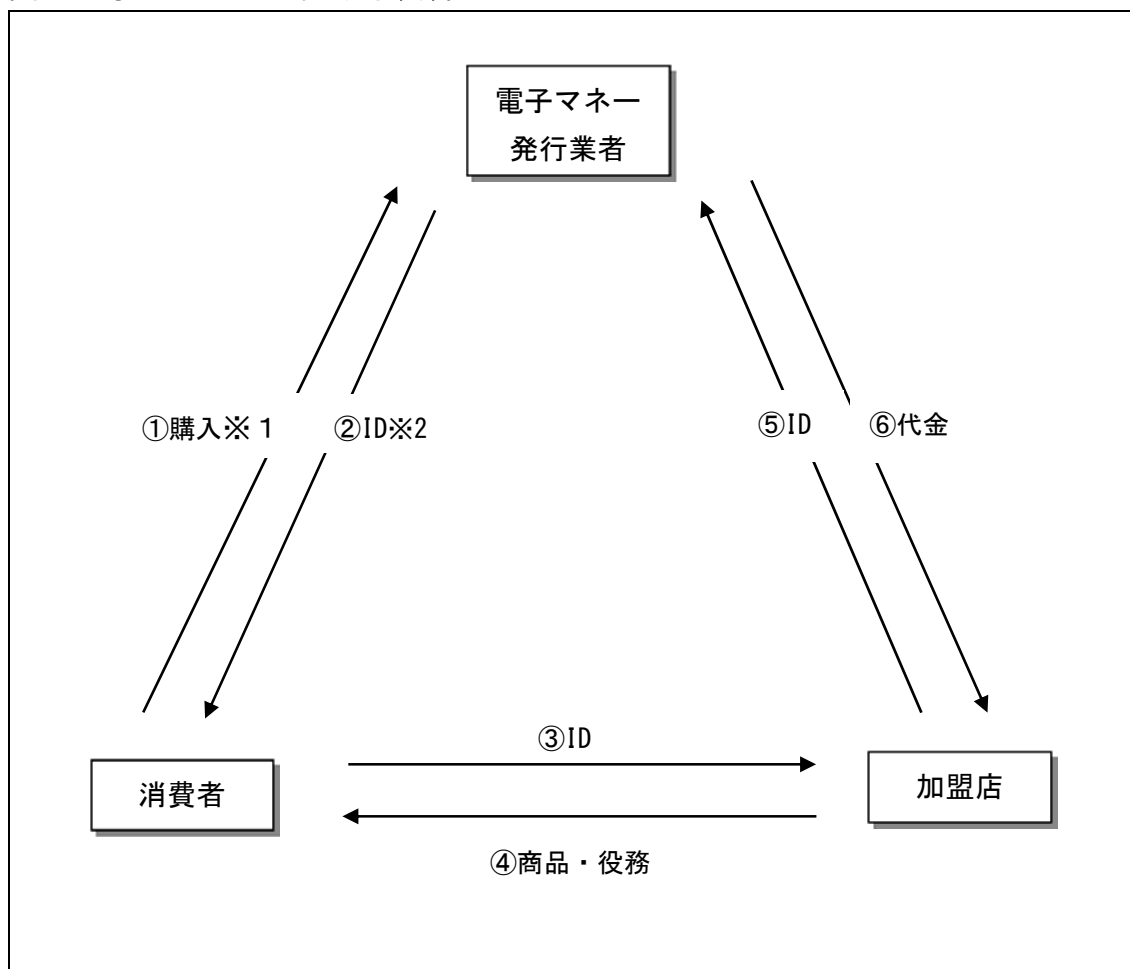 電子マネー
発行業者
①購入※１
②ID※2
⑤ID
⑥代金
③ID
消費者
加盟店
④商品・役務